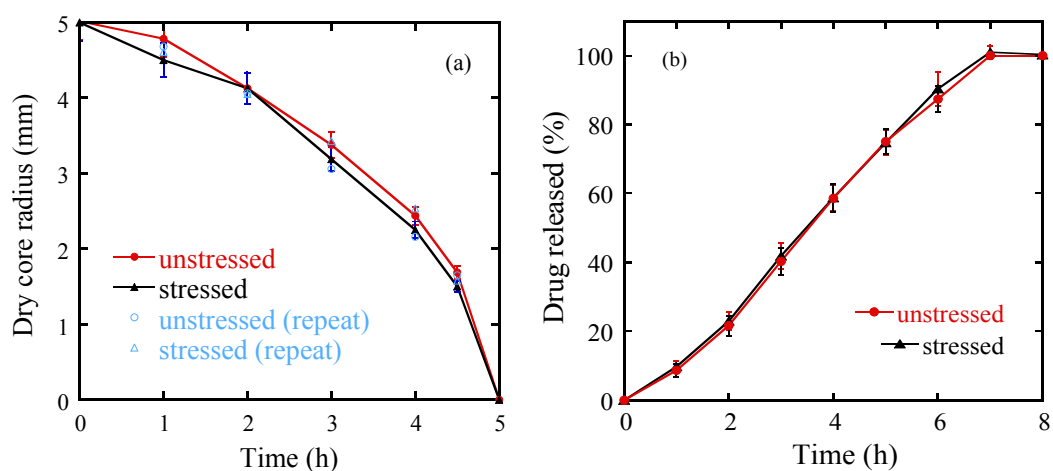 (a)
Dry core radius (mm)
5
4
3
2
1
0
unstressed
stressed
unstressed (repeat)
stressed (repeat)
0 1 2 3 4 5
Time (h)
(b)
Drug released (%)
100
80
60
40
20
0
unstressed
stressed
0 2 4 6 8
Time (h)